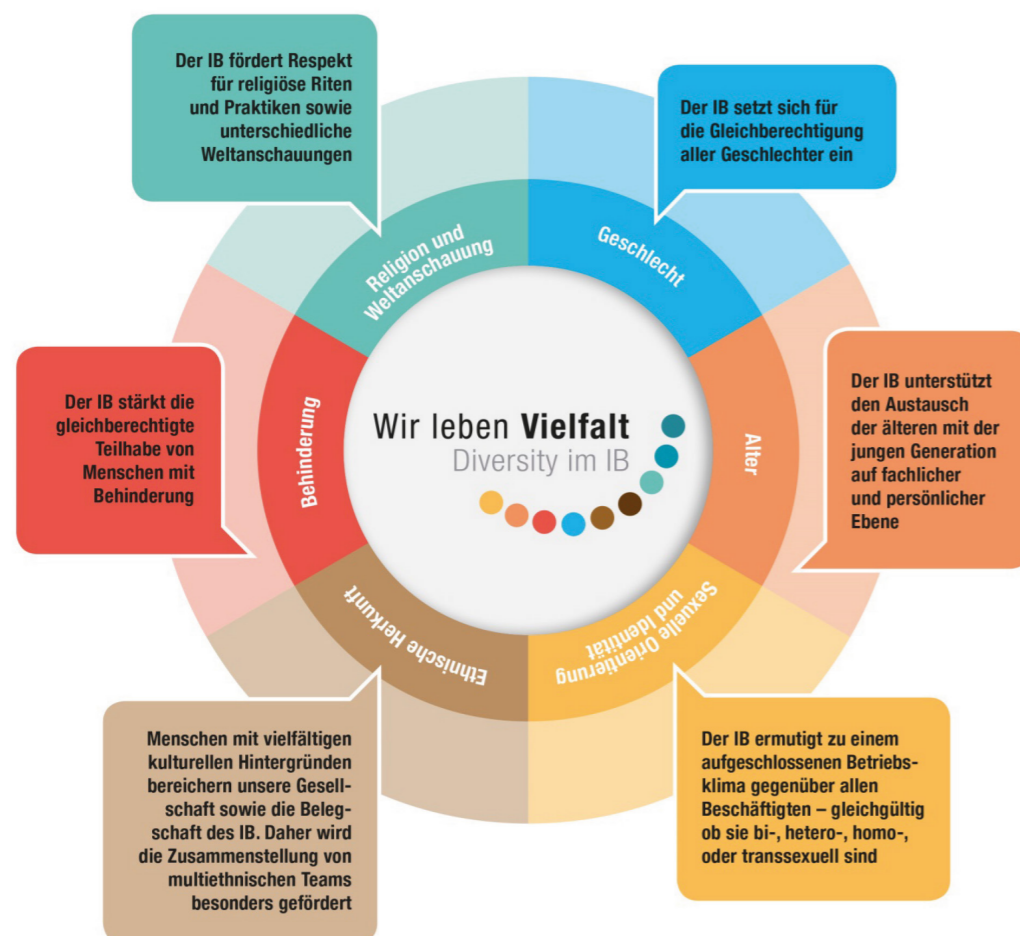 Der IB fördert Respekt
für religiöse Riten
und Praktiken sowie
unterschiedliche
Weltanschauungen
Der IB setzt sich für
die Gleichberechtigung
aller Geschlechter ein
Religion und
Weltanschauung
Geschlecht
Der IB stärkt die
gleichberechtigte
Teilhabe von
Menschen mit
Behinderung
Behinderung
Wir leben Vielfalt
Diversity im IB
Alter
Der IB unterstützt
den Austausch
der älteren mit der
jungen Generation
auf fachlicher
und persönlicher
Ebene
Ethnische Herkunft
Sexuelle Orientierung
und Identität
Menschen mit vielfältigen
kulturellen Hintergründen
bereichern unsere Gesell-
schaft sowie die Beleg-
schaft des IB. Daher wird
die Zusammenstellung von
multiethnischen Teams
besonders gefördert
Der IB ermutigt zu einem
aufgeschlossenen Betriebs-
klima gegenüber allen
Beschäftigten – gleichgültig
ob sie bi-, hetero-, homo-,
oder transsexuell sind